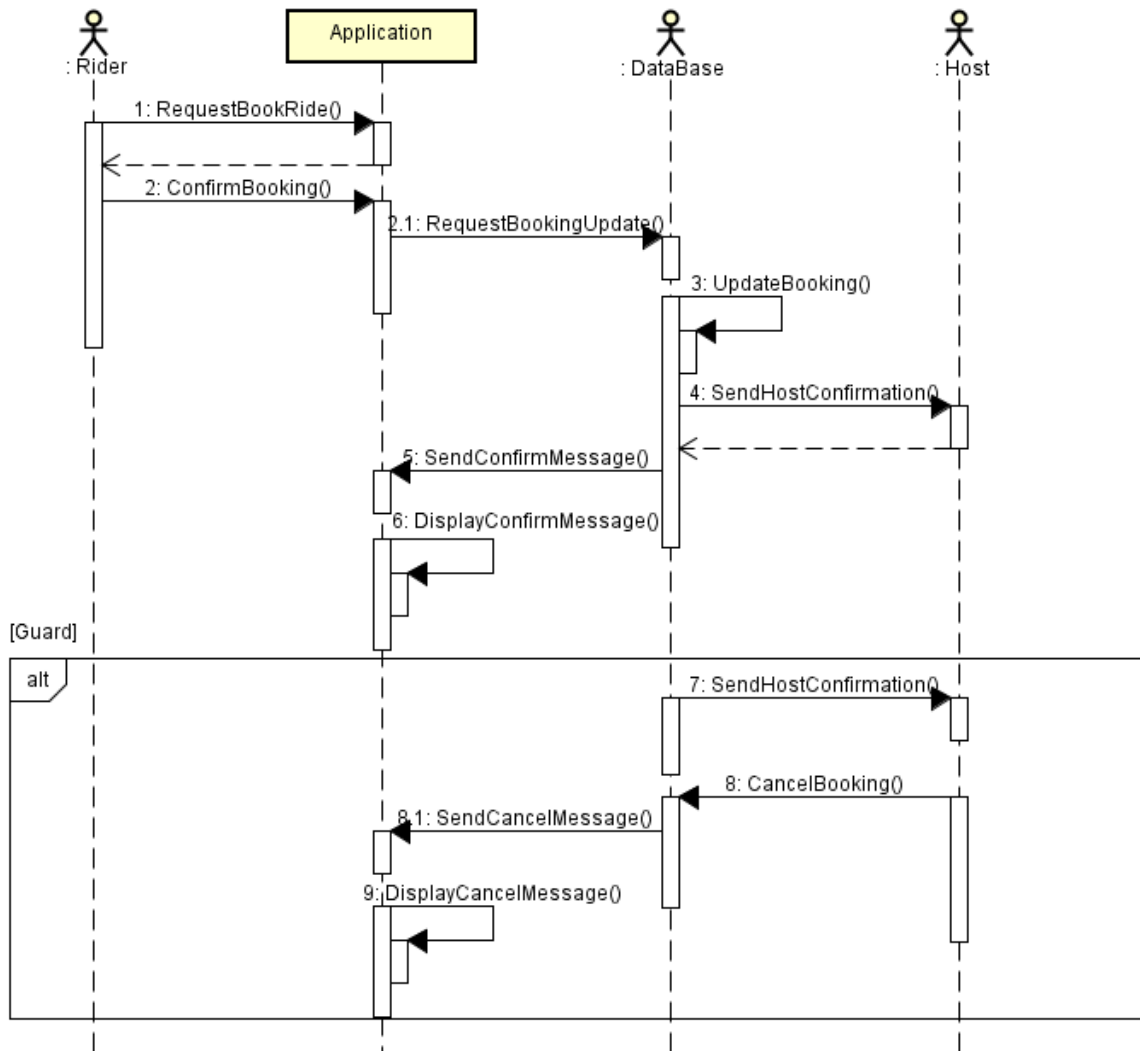 Application
: Rider
: DataBase
: Host
1: RequestBookRide()
2: ConfirmBooking()
2.1: RequestBookingUpdate()
3: UpdateBooking()
4: SendHostConfirmation()
5: SendConfirmMessage()
6: DisplayConfirmMessage()
[Guard]
alt
7: SendHostConfirmation()
8: CancelBooking()
8.1: SendCancelMessage()
9: DisplayCancelMessage()